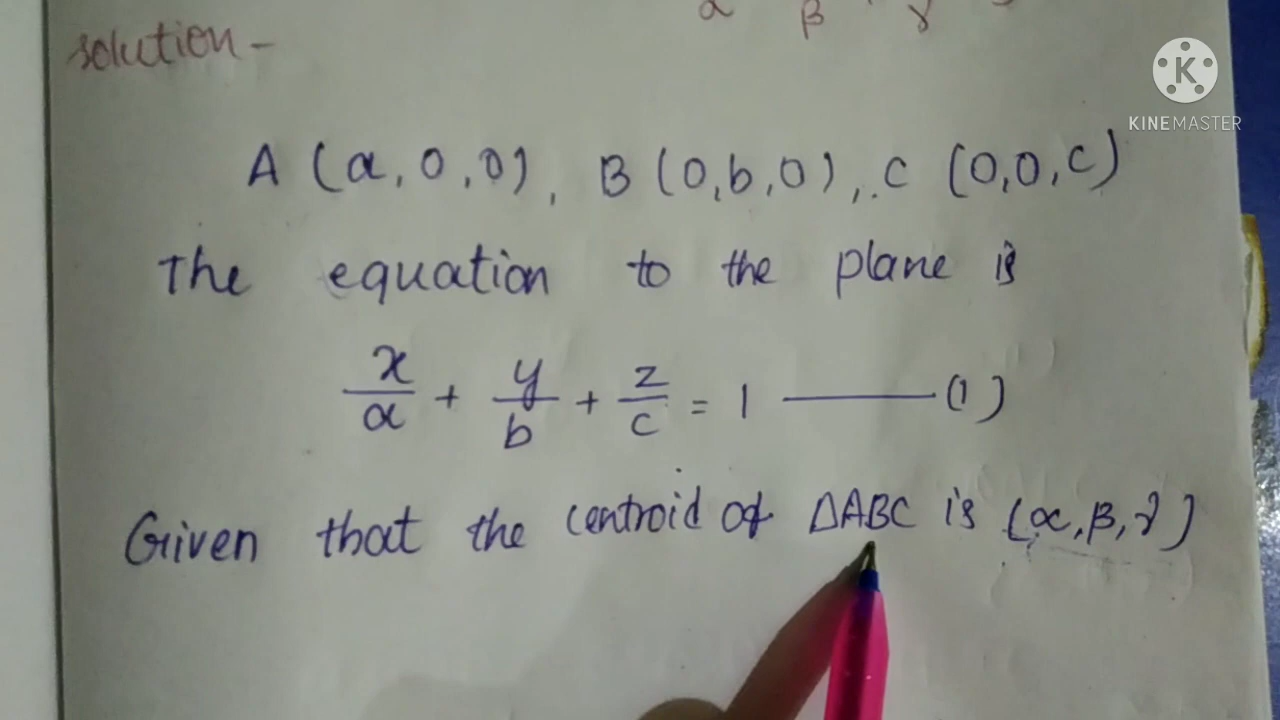 α β γ
solution -
KINEMASTER
A (a, 0, 0), B (0, b, 0), C (0, 0, c)
The equation to the plane is
x/a + y/b + z/c = 1 ——— (1)
Given that the centroid of ΔABC is (α, β, γ)